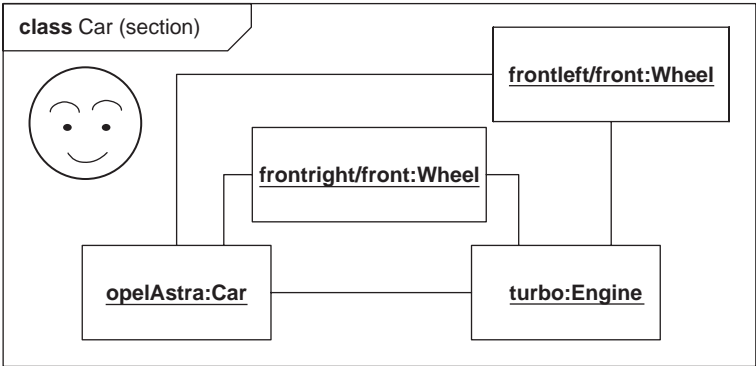 class Car (section)
frontleft/front:Wheel
frontright/front:Wheel
opelAstra:Car
turbo:Engine